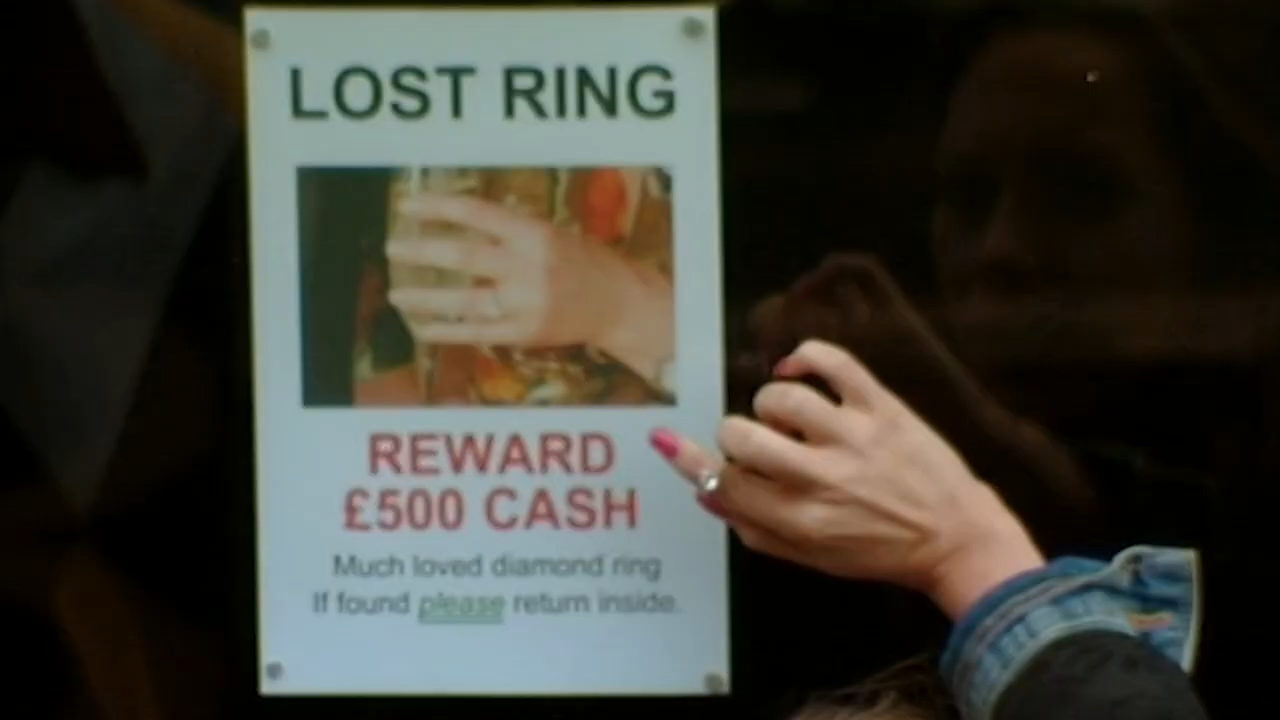 LOST RING
REWARD
£500 CASH
Much loved diamond ring
If found please return inside.